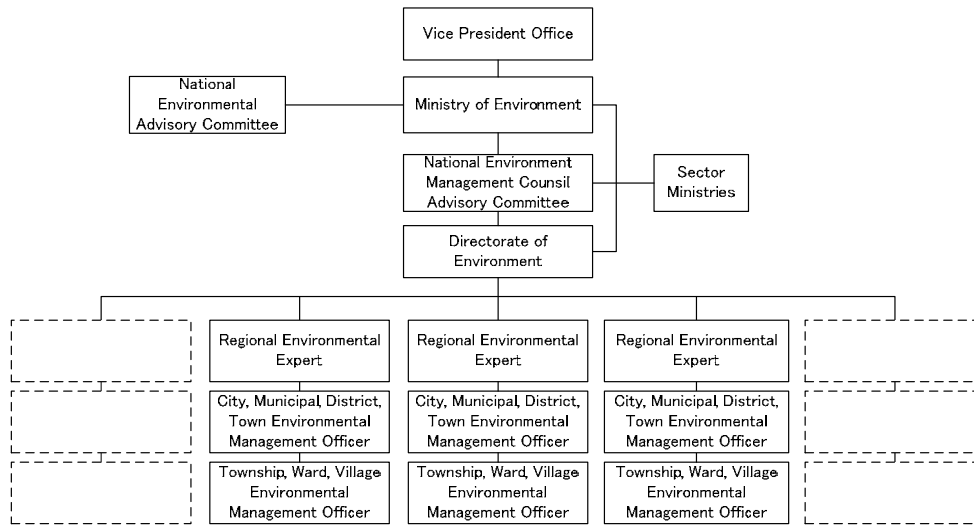 Vice President Office
National
Environmental
Advisory Committee
Ministry of Environment
National Environment
Management Counsil
Advisory Committee
Sector
Ministries
Directorate of
Environment
Regional Environmental
Expert
Regional Environmental
Expert
Regional Environmental
Expert
City, Municipal, District,
Town Environmental
Management Officer
City, Municipal, District,
Town Environmental
Management Officer
City, Municipal, District,
Town Environmental
Management Officer
Township, Ward, Village
Environmental
Management Officer
Township, Ward, Village
Environmental
Management Officer
Township, Ward, Village
Environmental
Management Officer